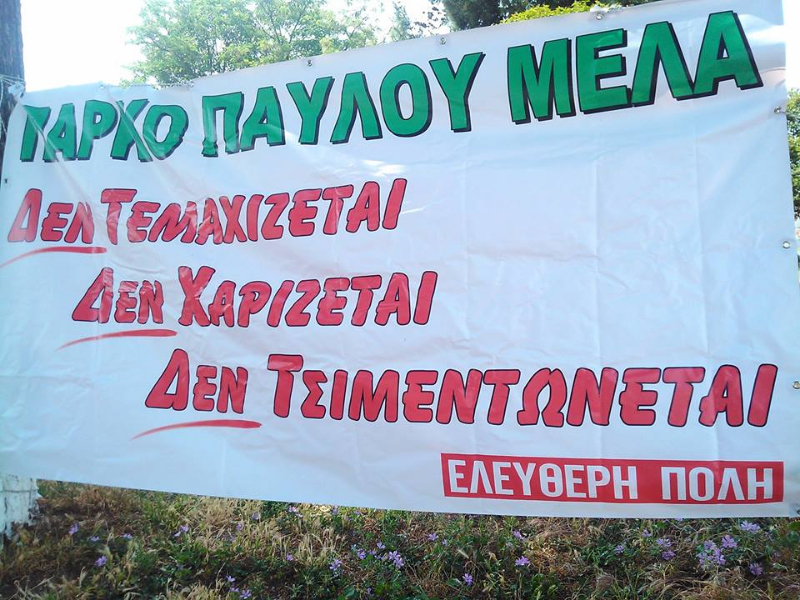 ΠΑΡΚΟ ΠΑΥΛΟΥ ΜΕΛΑ
ΔΕΝ ΤΕΜΑΧΙΖΕΤΑΙ
ΔΕΝ ΧΑΡΙΖΕΤΑΙ
ΔΕΝ ΤΣΙΜΕΝΤΩΝΕΤΑΙ
ΕΛΕΥΘΕΡΗ ΠΟΛΗ